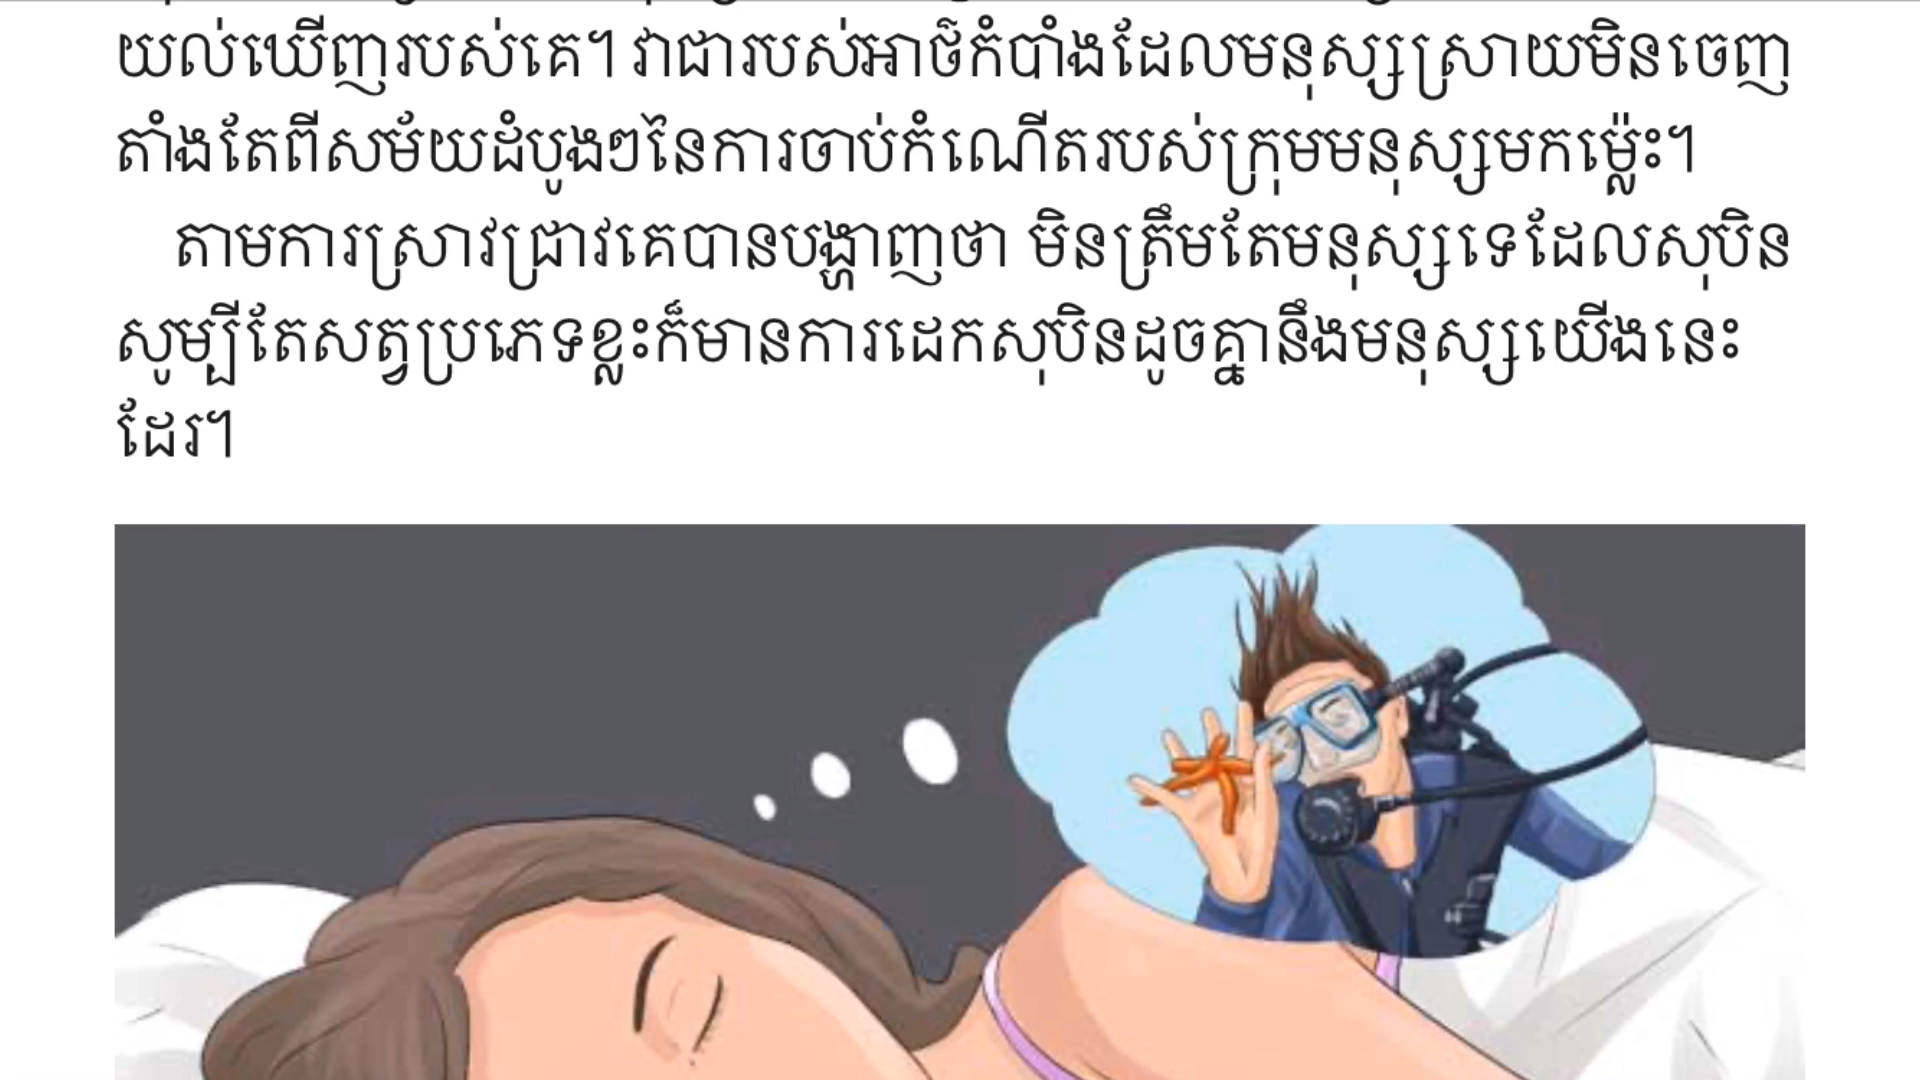 យល់ឃើញរបស់គេ។ វាជារបស់អាថ៌កំបាំងដែលមនុស្សស្រាយមិនចេញ
តាំងតែពីសម័យដំបូងៗនៃការចាប់កំណើតរបស់ក្រុមមនុស្សមកម្ល៉េះ។
តាមការស្រាវជ្រាវគេបានបង្ហាញថា មិនត្រឹមតែមនុស្សទេដែលសុបិន
សូម្បីតែសត្វប្រភេទខ្លះក៏មានការដេកសុបិនដូចគ្នានឹងមនុស្សយើងនេះ
ដែរ។